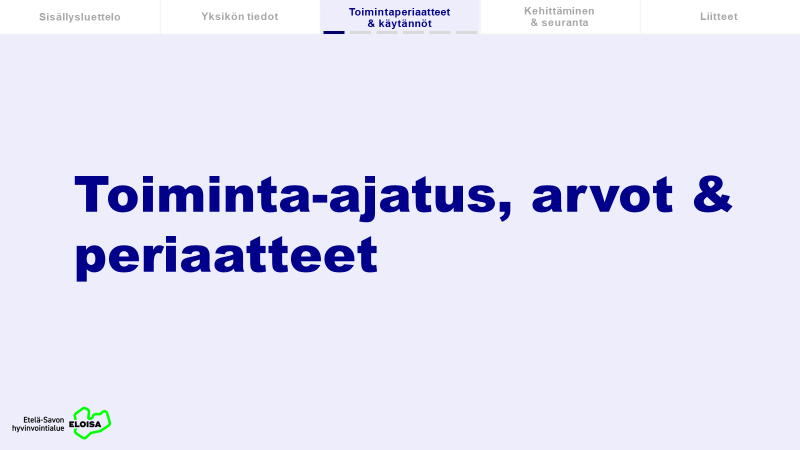 Sisällysluettelo
Yksikön tiedot
Toimintaperiaatteet
& käytännöt
Kehittäminen
& seuranta
Liitteet
Toiminta-ajatus, arvot &
periaatteet
Etelä-Savon
hyvinvointialue
ELOISA